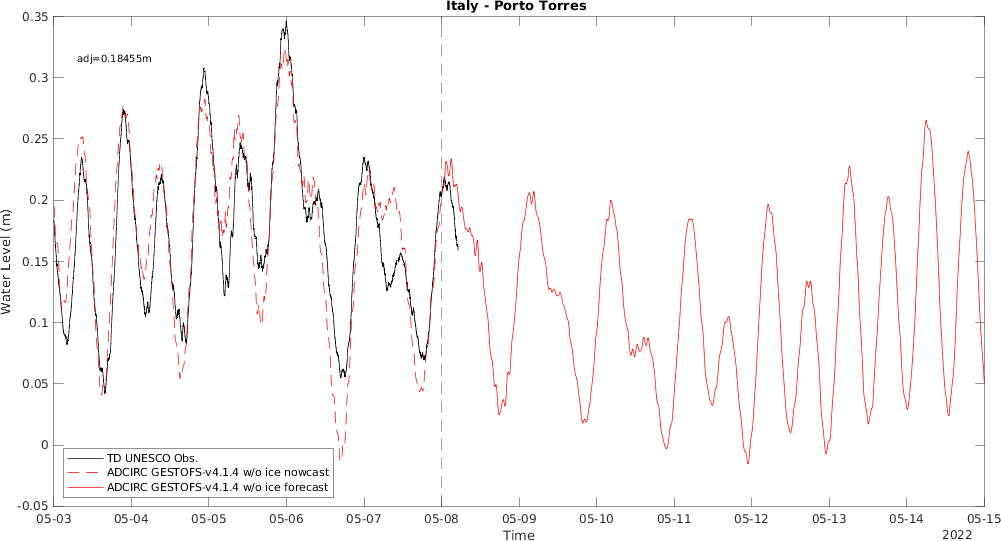 Italy - Porto Torres
adj=0.18455m
0.35
0.3
0.25
0.2
0.15
0.1
0.05
0
-0.05
Water Level (m)
TD UNESCO Obs.
ADCIRC GESTOFS-v4.1.4 w/o ice nowcast
ADCIRC GESTOFS-v4.1.4 w/o ice forecast
05-03 05-04 05-05 05-06 05-07 05-08 05-09 05-10 05-11 05-12 05-13 05-14 05-15
Time
2022